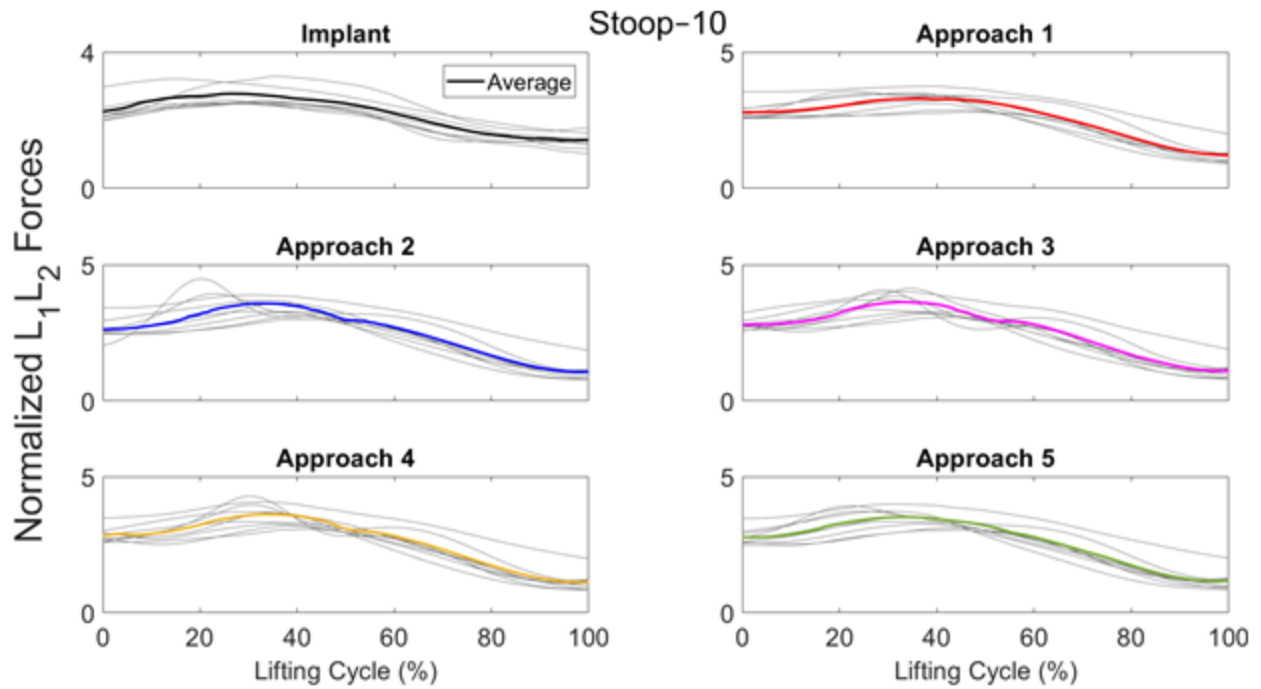 Stoop-10
Normalized L1L2 Forces
Implant
4
0
Average
Approach 1
5
0
Approach 2
5
0
Approach 3
5
0
Approach 4
5
0
0 20 40 60 80 100
Lifting Cycle (%)
Approach 5
5
0
0 20 40 60 80 100
Lifting Cycle (%)